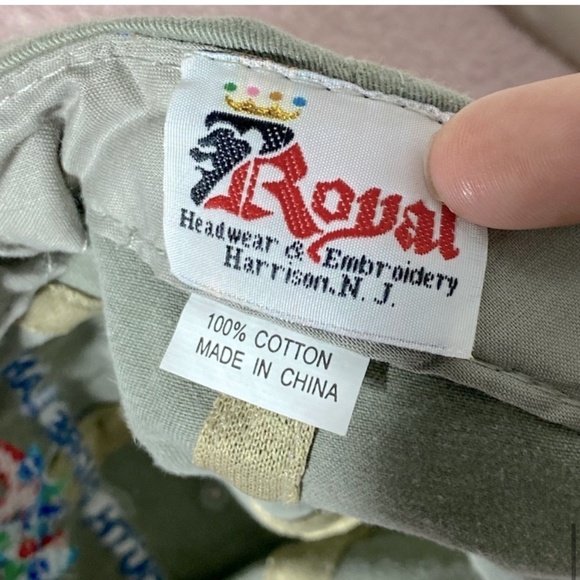 Royal
Headwear & Embroidery
Harrison.N.J.
100% COTTON
MADE IN CHINA